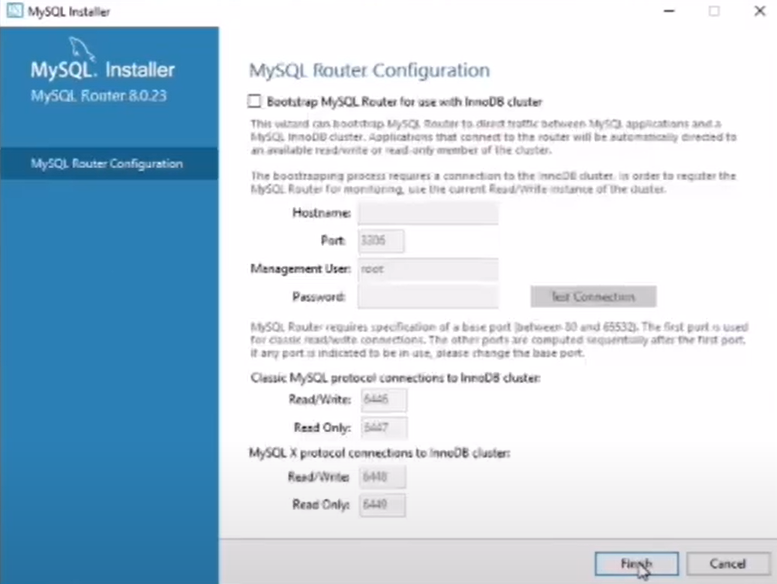 MySQL Installer
MySQL. Installer
MySQL Router 8.0.23
MySQL Router Configuration
MySQL Router Configuration
Bootstrap MySQL Router for use with InnoDB cluster
This wizard can bootstrap MySQL Router to direct traffic between MySQL applications and a
MySQL InnoDB cluster. Applications that connect to the router will be automatically directed to
an available read/write or read-only member of the cluster.
The bootstrapping process requires a connection to the InnoDB cluster. In order to register the
MySQL Router for monitoring, use the current Read/Write instance of the cluster.
Hostname:
Port: 3306
Management User: root
Password:
Test Connection
MySQL Router requires specification of a base port (between 80 and 65532). The first port is used
for classic read/write connections. The other ports are computed sequentially after the first port.
If any port is indicated to be in use, please change the base port.
Classic MySQL protocol connections to InnoDB cluster:
Read/Write: 6446
Read Only: 6447
MySQL X protocol connections to InnoDB cluster:
Read/Write: 6448
Read Only: 6449
Finish
Cancel